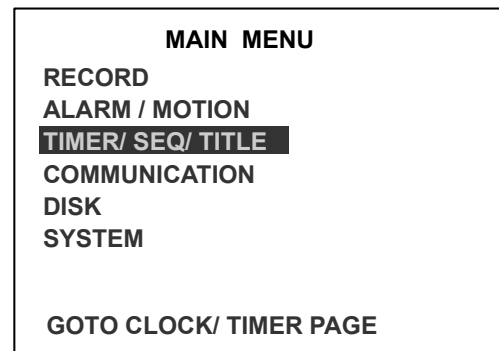 MAIN MENU
RECORD
ALARM / MOTION
TIMER/ SEQ/ TITLE
COMMUNICATION
DISK
SYSTEM
GOTO CLOCK/ TIMER PAGE